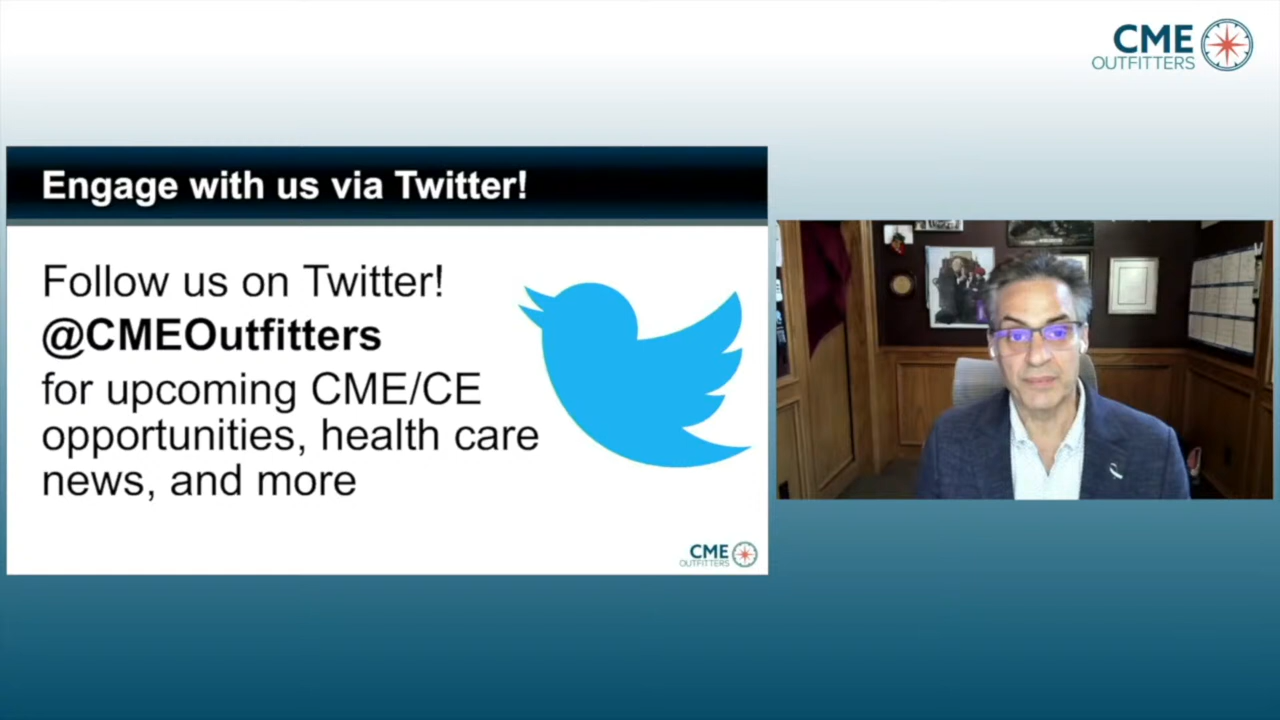 CME
OUTFITTERS
Engage with us via Twitter!
Follow us on Twitter!
@CMEOutfitters
for upcoming CME/CE
opportunities, health care
news, and more
CME
OUTFITTERS